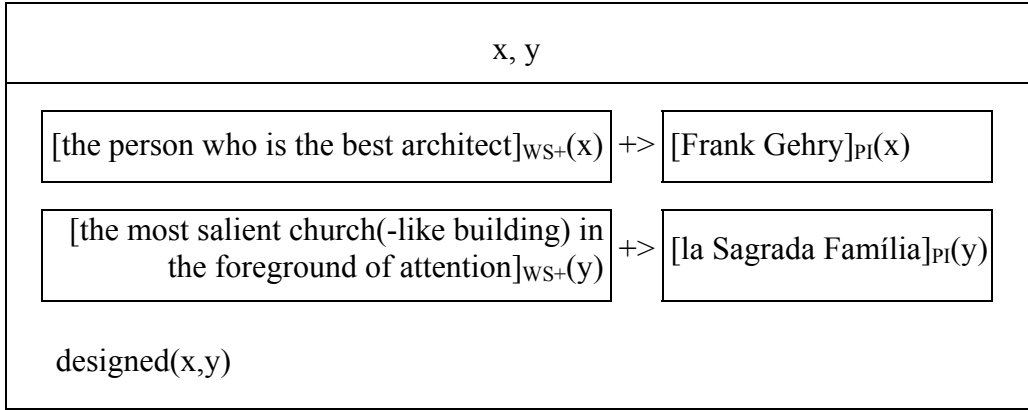 x, y
[the person who is the best architect]WS+(x) +> [Frank Gehry]PI(x)
[the most salient church(-like building) in
the foreground of attention]WS+(y) +> [la Sagrada Família]PI(y)
designed(x,y)